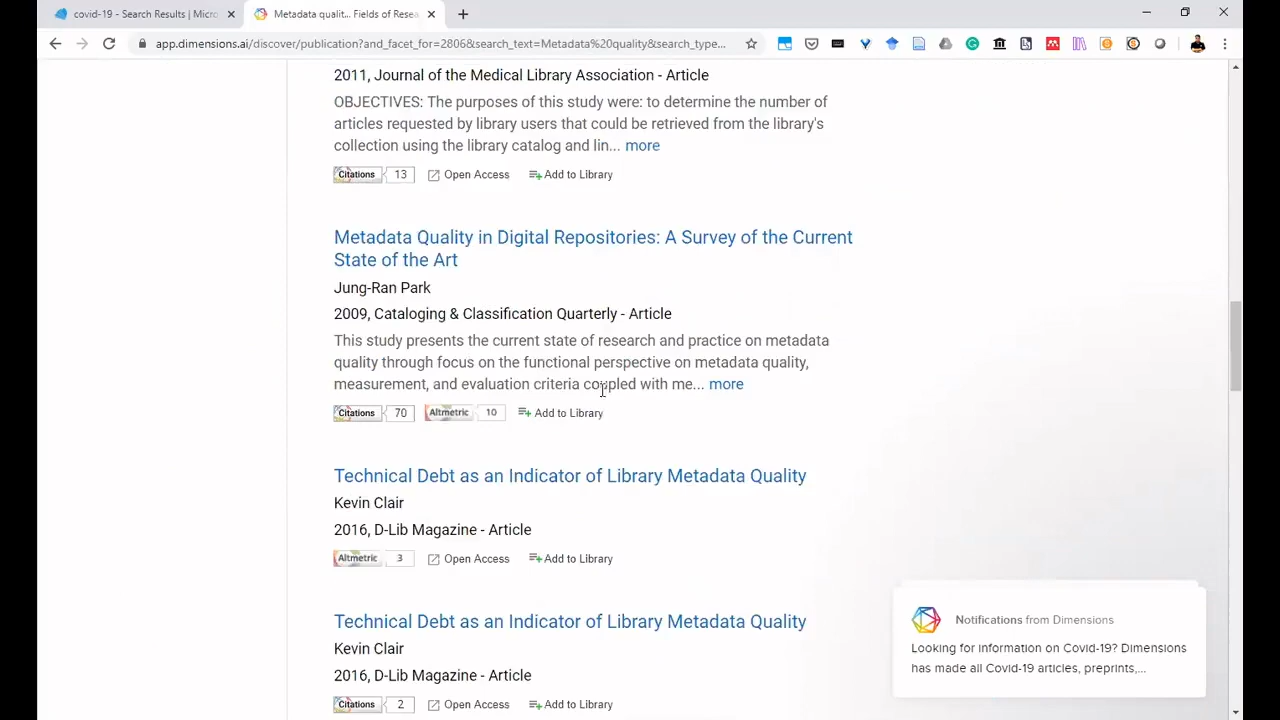 covid-19 - Search Results | Micro
Metadata qualit... Fields of Resea
app.dimensions.ai/discover/publication?and_facet_for=2806&search_text=Metadata%20quality&search_type...
2011, Journal of the Medical Library Association - Article
OBJECTIVES: The purposes of this study were: to determine the number of
articles requested by library users that could be retrieved from the library's
collection using the library catalog and lin... more
Citations 13 Open Access Add to Library
Metadata Quality in Digital Repositories: A Survey of the Current
State of the Art
Jung-Ran Park
2009, Cataloging & Classification Quarterly - Article
This study presents the current state of research and practice on metadata
quality through focus on the functional perspective on metadata quality,
measurement, and evaluation criteria coupled with me... more
Citations 70 Altmetric 10 Add to Library
Technical Debt as an Indicator of Library Metadata Quality
Kevin Clair
2016, D-Lib Magazine - Article
Altmetric 3 Open Access Add to Library
Technical Debt as an Indicator of Library Metadata Quality
Kevin Clair
2016, D-Lib Magazine - Article
Citations 2 Open Access Add to Library
Notifications from Dimensions
Looking for information on Covid-19? Dimensions
has made all Covid-19 articles, preprints,...